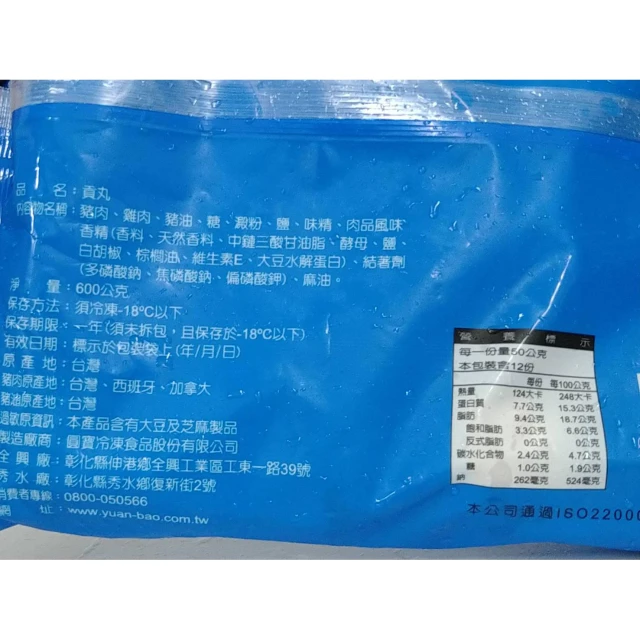 品 名：貢丸
內容物名稱：豬肉、雞肉、豬油、糖、澱粉、鹽、味精、肉品風味
香精(香料、天然香料、中鏈三酸甘油脂、酵母、鹽、
白胡椒、棕櫚油、維生素E、大豆水解蛋白)、結著劑
(多磷酸鈉、焦磷酸鈉、偏磷酸鉀)、麻油。
淨 量：600公克
保存方法：須冷凍-18°C以下
保存期限：一年(須未拆包，且保存於-18°C以下)
有效日期：標示於包裝袋上(年/月/日)
原產地：台灣
豬肉原產地：台灣、西班牙、加拿大
豬油原產地：台灣
過敏原資訊：本產品含有大豆及芝麻製品
製造廠商：圓寶冷凍食品股份有限公司
全興廠：彰化縣伸港鄉全興工業區工東一路39號
秀水廠：彰化縣秀水鄉復新街2號
消費者專線：0800-050566
網 址：www.yuan-bao.com.tw
營養標示
每一份量50公克
本包裝含12份
每份 每100公克
熱量 124大卡 248大卡
蛋白質 7.7公克 15.3公克
脂肪 9.4公克 18.7公克
飽和脂肪 3.3公克 6.6公克
反式脂肪 0公克 0公克
碳水化合物 2.4公克 4.7公克
糖 1.0公克 1.9公克
鈉 262毫克 524毫克
本公司通過ISO22000